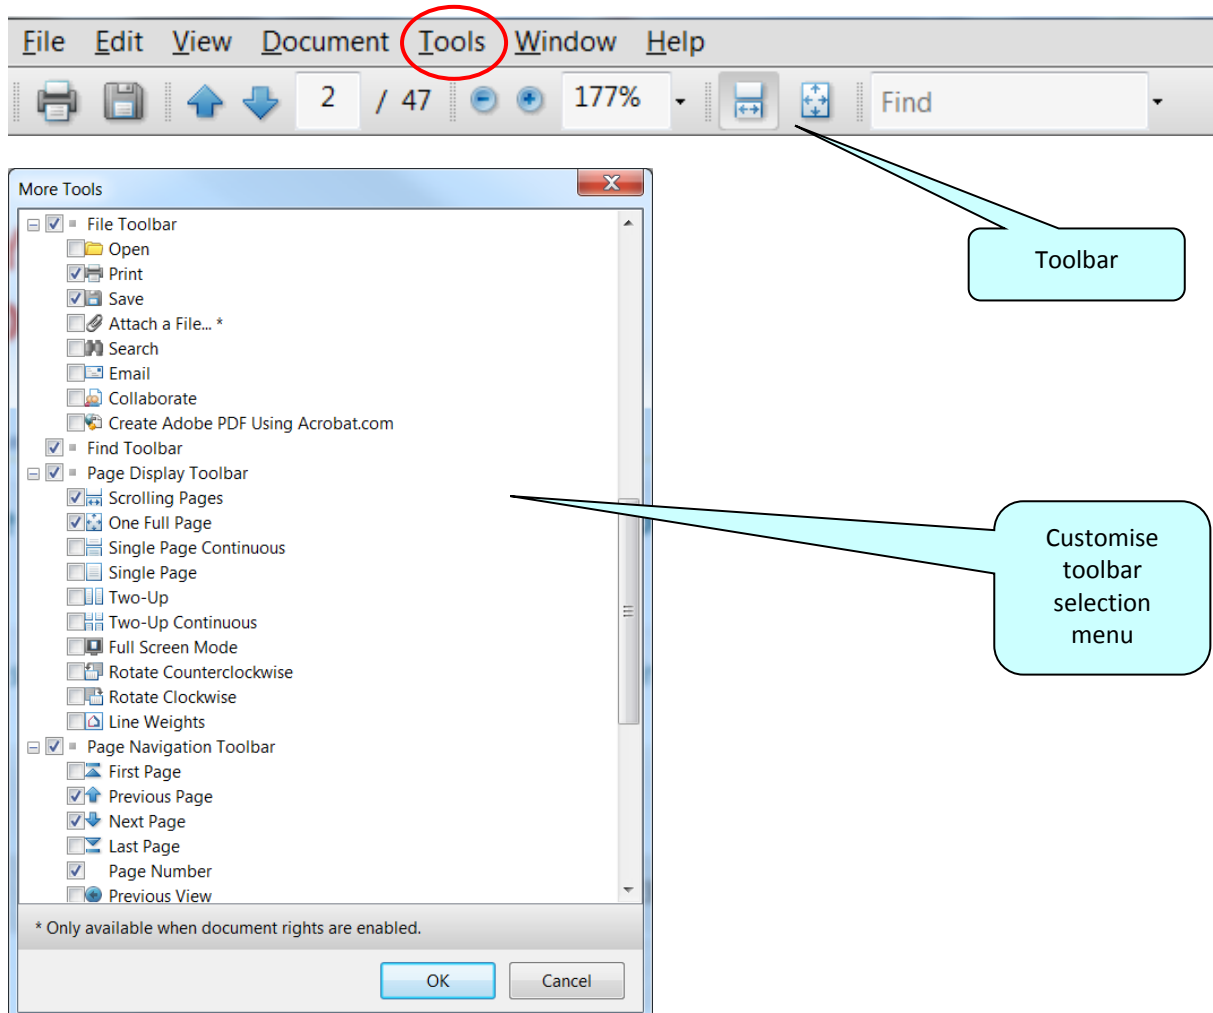 File Edit View Document Tools Window Help
2 / 47 177% Find
Toolbar
More Tools
File Toolbar
Open
Print
Save
Attach a File... *
Search
Email
Collaborate
Create Adobe PDF Using Acrobat.com
Find Toolbar
Page Display Toolbar
Scrolling Pages
One Full Page
Single Page Continuous
Single Page
Two-Up
Two-Up Continuous
Full Screen Mode
Rotate Counterclockwise
Rotate Clockwise
Line Weights
Page Navigation Toolbar
First Page
Previous Page
Next Page
Last Page
Page Number
Previous View
* Only available when document rights are enabled.
OK Cancel
Customise
toolbar
selection
menu